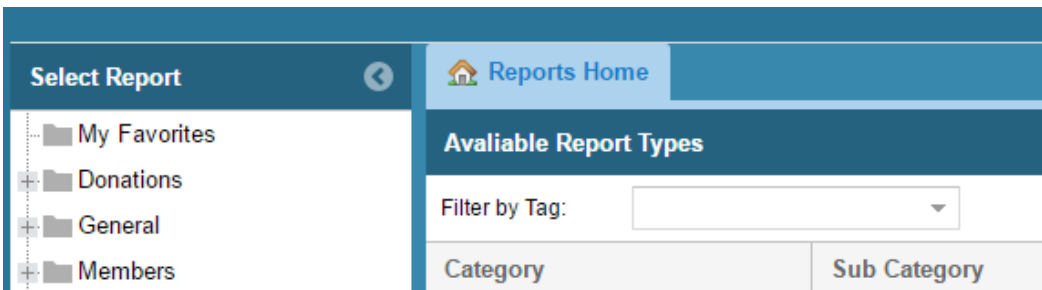 Select Report
My Favorites
Donations
General
Members
Reports Home
Avaliable Report Types
Filter by Tag:
Category Sub Category